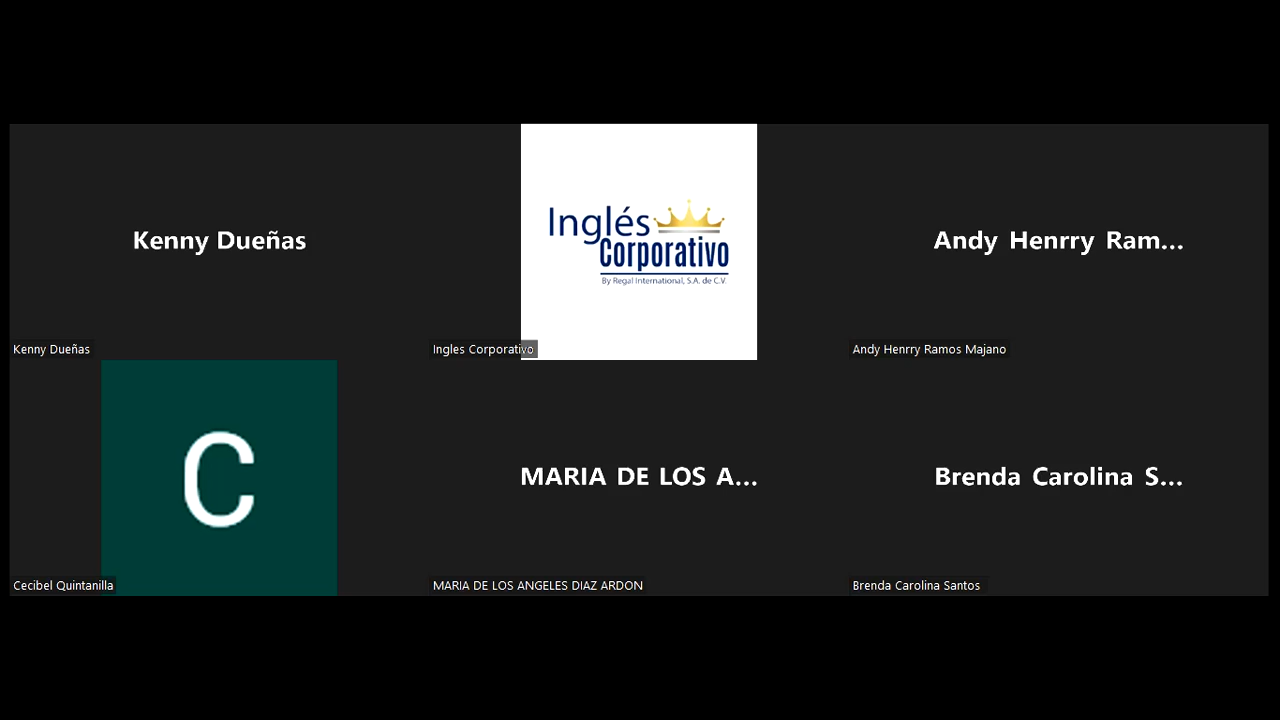 Kenny Dueñas
Inglés
Corporativo
By Regal International, S.A. de C.V.
Andy Henrry Ram...
Kenny Dueñas
Ingles Corporativo
Andy Henrry Ramos Majano
C
MARIA DE LOS A...
Brenda Carolina S...
Cecibel Quintanilla
MARIA DE LOS ANGELES DIAZ ARDON
Brenda Carolina Santos